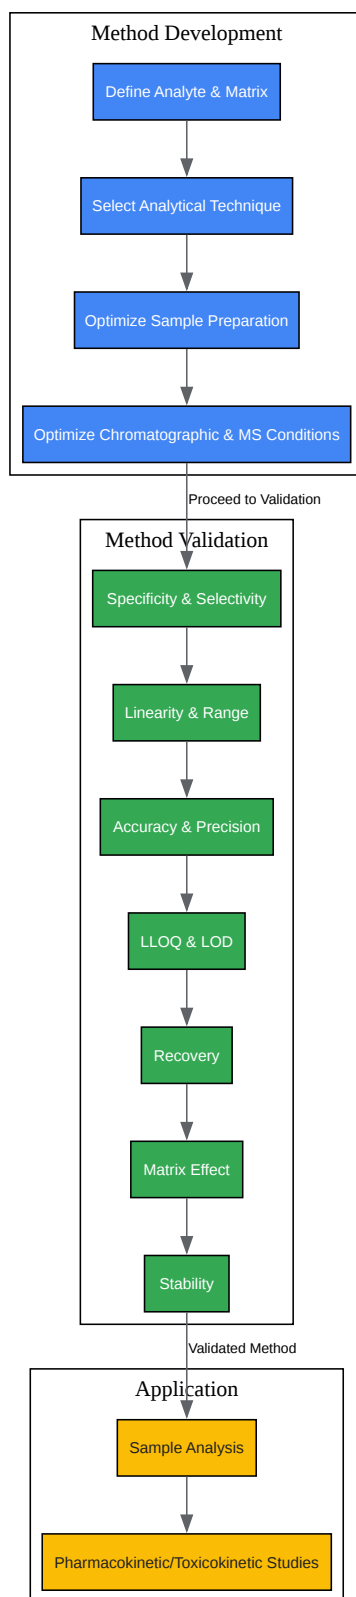 Method Development
Define Analyte & Matrix
Select Analytical Technique
Optimize Sample Preparation
Optimize Chromatographic & MS Conditions
Proceed to Validation
Method Validation
Specificity & Selectivity
Linearity & Range
Accuracy & Precision
LLOQ & LOD
Recovery
Matrix Effect
Stability
Validated Method
Application
Sample Analysis
Pharmacokinetic/Toxicokinetic Studies